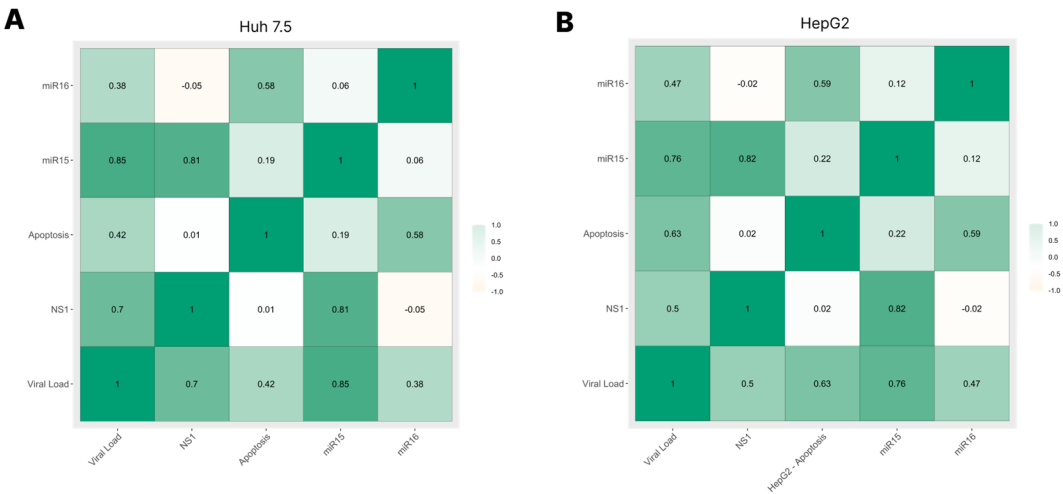 A
Huh 7.5
miR16
0.38 -0.05 0.58 0.06 1
miR15
0.85 0.81 0.19 1 0.06
Apoptosis
0.42 0.01 1 0.19 0.58
NS1
0.7 1 0.01 0.81 -0.05
Viral Load
1 0.7 0.42 0.85 0.38
Viral Load
NS1
Apoptosis
miR15
miR16
1.0
0.5
0.0
-0.5
-1.0
B
HepG2
miR16
0.47 -0.02 0.59 0.12 1
miR15
0.76 0.82 0.22 1 0.12
Apoptosis
0.63 0.02 1 0.22 0.59
NS1
0.5 1 0.02 0.82 -0.02
Viral Load
1 0.5 0.63 0.76 0.47
Viral Load
NS1
HepG2 - Apoptosis
miR15
miR16
1.0
0.5
0.0
-0.5
-1.0